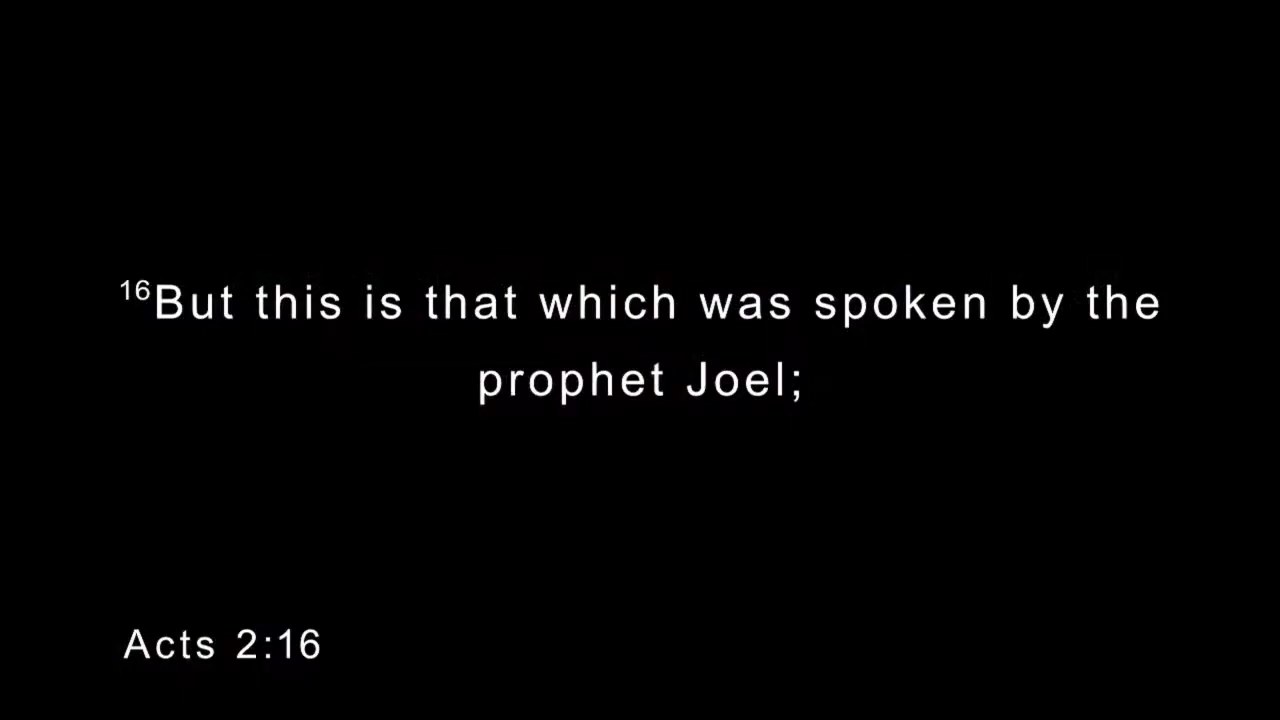 16But this is that which was spoken by the
prophet Joel;
Acts 2:16